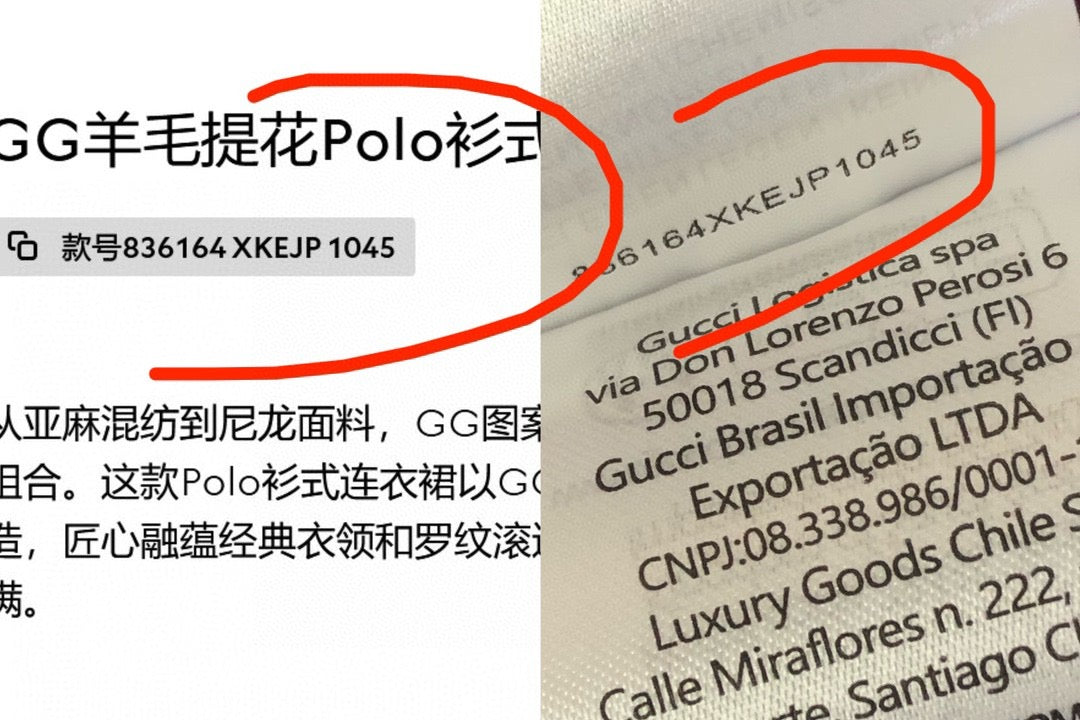 GG羊毛提花Polo衫式
款号836164 XKEJP 1045
从亚麻混纺到尼龙面料，GG图案
组合。这款Polo衫式连衣裙以GG
造，匠心融蕴经典衣领和罗纹滚边
满。
836164XKEJP1045
Gucci Logistica spa
via Don Lorenzo Perosi 6
50018 Scandicci (FI)
Gucci Brasil Importação
Exportação LTDA
CNPJ:08.338.986/0001-
Luxury Goods Chile S
Calle Miraflores n. 222,
rte, Santiago Ch